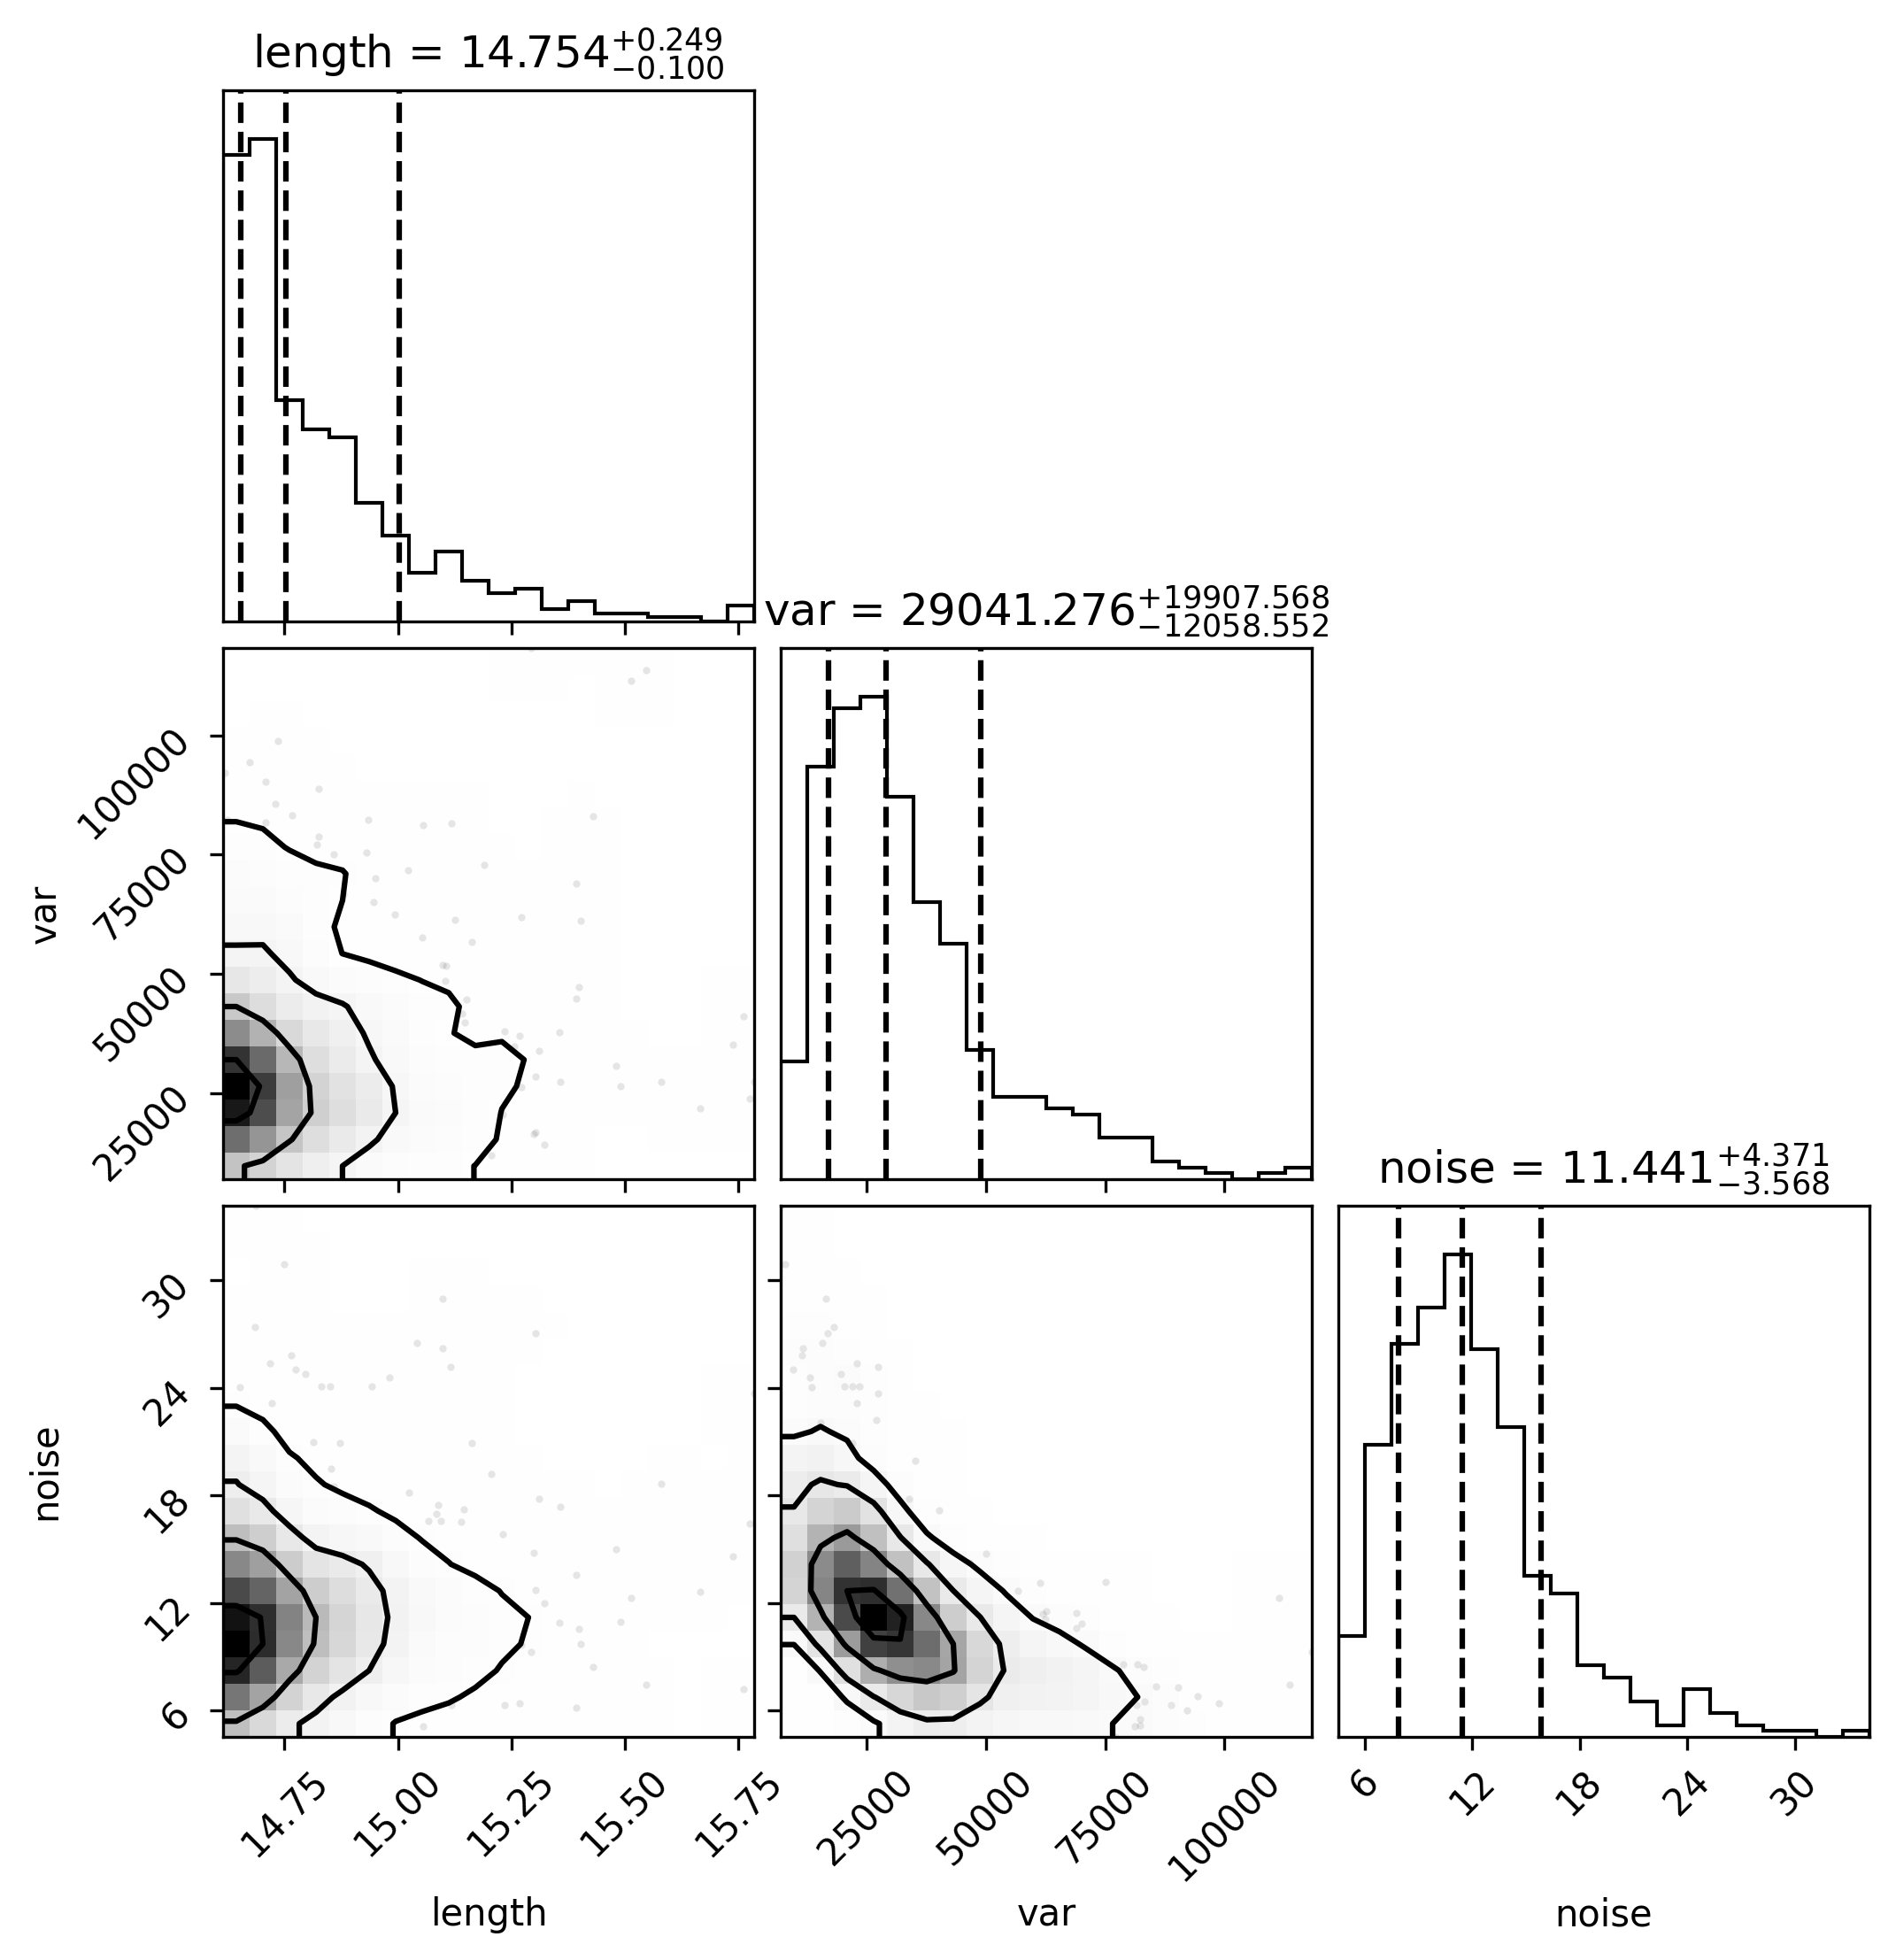 length = 14.754+0.249−0.100
var = 29041.276+19907.568−12058.552
100000
75000
50000
25000
var
noise = 11.441+4.371−3.568
30
24
18
12
6
noise
14.75 15.00 15.25 15.50 15.75 25000 50000 75000 100000 6 12 18 24 30
length var noise